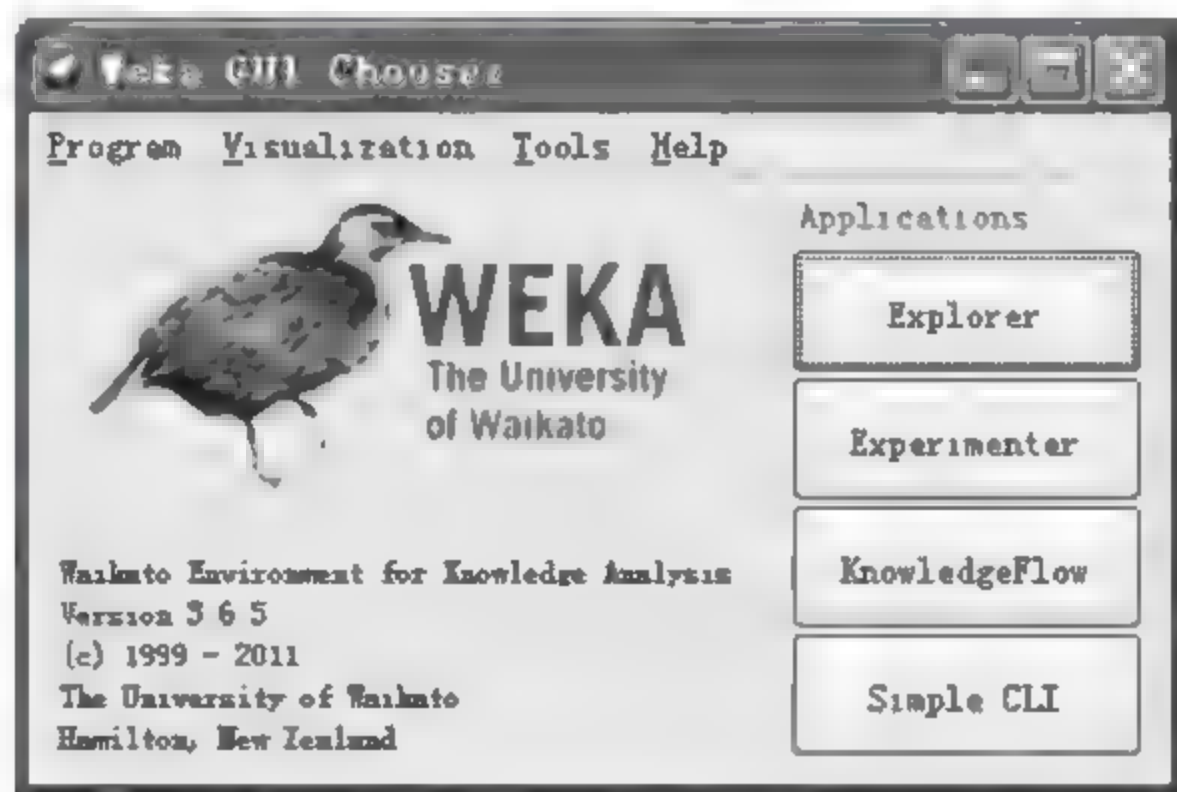 Weka GUI Chooser
Program Visualization Tools Help
WEKA
The University
of Waikato
Waikato Environment for Knowledge Analysis
Version 3 6 5
(c) 1999 - 2011
The University of Waikato
Hamilton, New Zealand
Applications
Explorer
Experimenter
KnowledgeFlow
Simple CLI